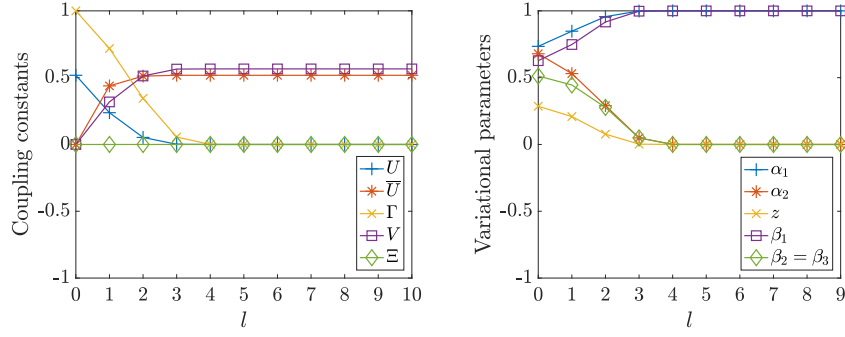 Coupling constants
1
0.5
0
-0.5
-1
0 1 2 3 4 5 6 7 8 9 10
l
U
U̅
Γ
V
Ξ
Variational parameters
1
0.5
0
-0.5
-1
0 1 2 3 4 5 6 7 8 9
l
α₁
α₂
z
β₁
β₂ = β₃